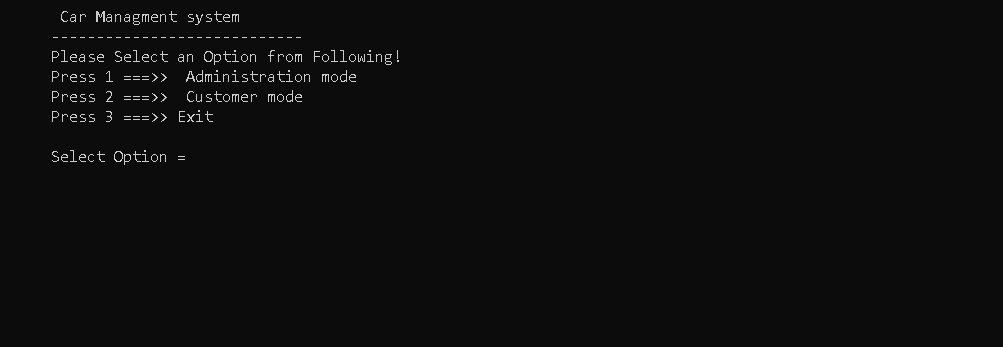 Car Managment system
----------------------------
Please Select an Option from Following!
Press 1 ===>>  Administration mode
Press 2 ===>>  Customer mode
Press 3 ===>> Exit
Select Option =